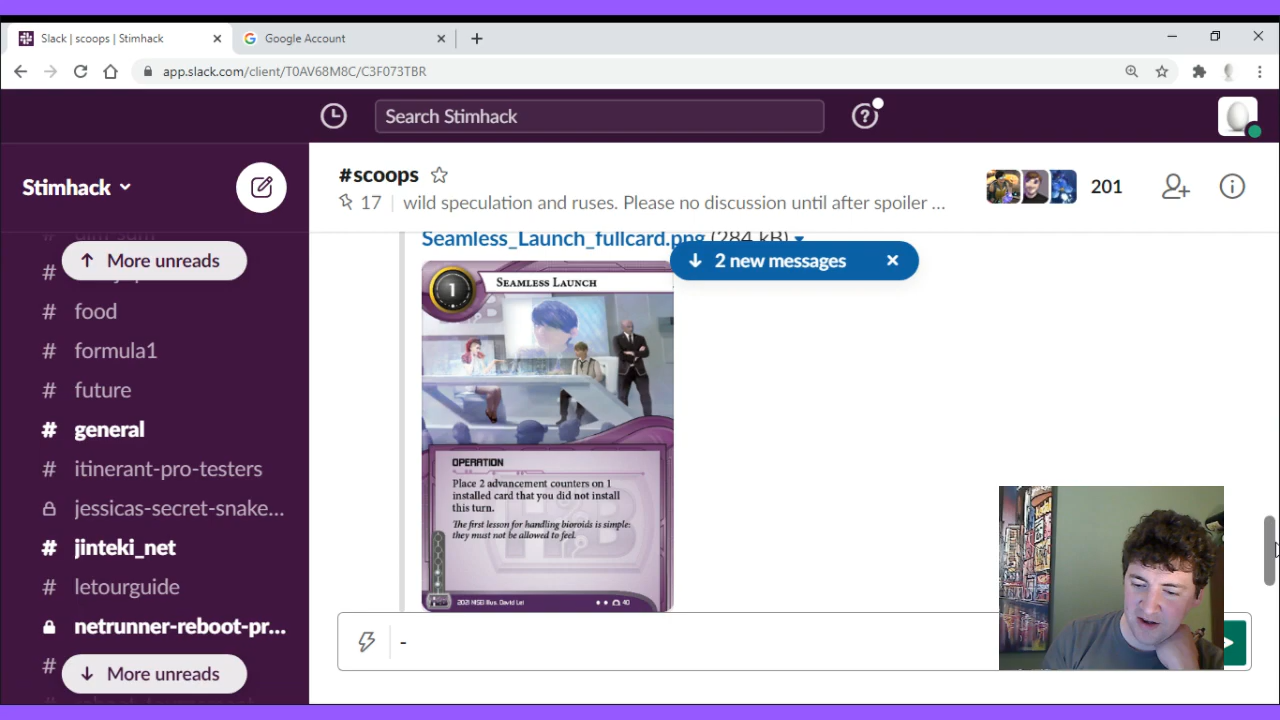 Slack | scoops | Stimhack
Google Account
app.slack.com/client/T0AV68M8C/C3F073TBR
Search Stimhack
Stimhack
#scoops
17
wild speculation and ruses. Please no discussion until after spoiler ...
201
More unreads
# food
# formula1
# future
# general
# itinerant-pro-testers
jessicas-secret-snake...
# jinteki_net
# letourguide
netrunner-reboot-pr...
#
More unreads
Seamless_Launch_fullcard.png (284 kB)
2 new messages
1
SEAMLESS LAUNCH
OPERATION
Place 2 advancement counters on 1
installed card that you did not install
this turn.
The first lesson for handling bioroids is simple:
they must not be allowed to feel.
2021 NISEI Illus. David Lei
40
-